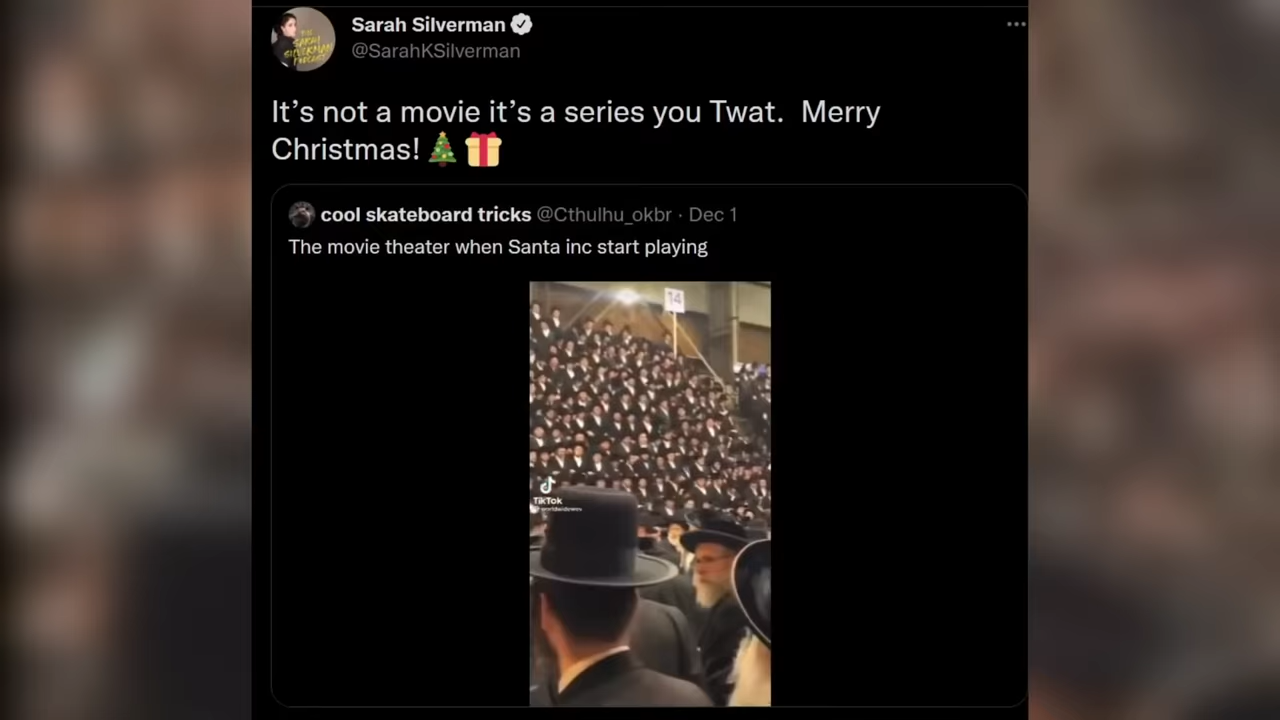 Sarah Silverman
@SarahKSilverman
It’s not a movie it’s a series you Twat. Merry
Christmas! 🎄🎁
cool skateboard tricks @Cthulhu_okbr · Dec 1
The movie theater when Santa inc start playing
14
TikTok